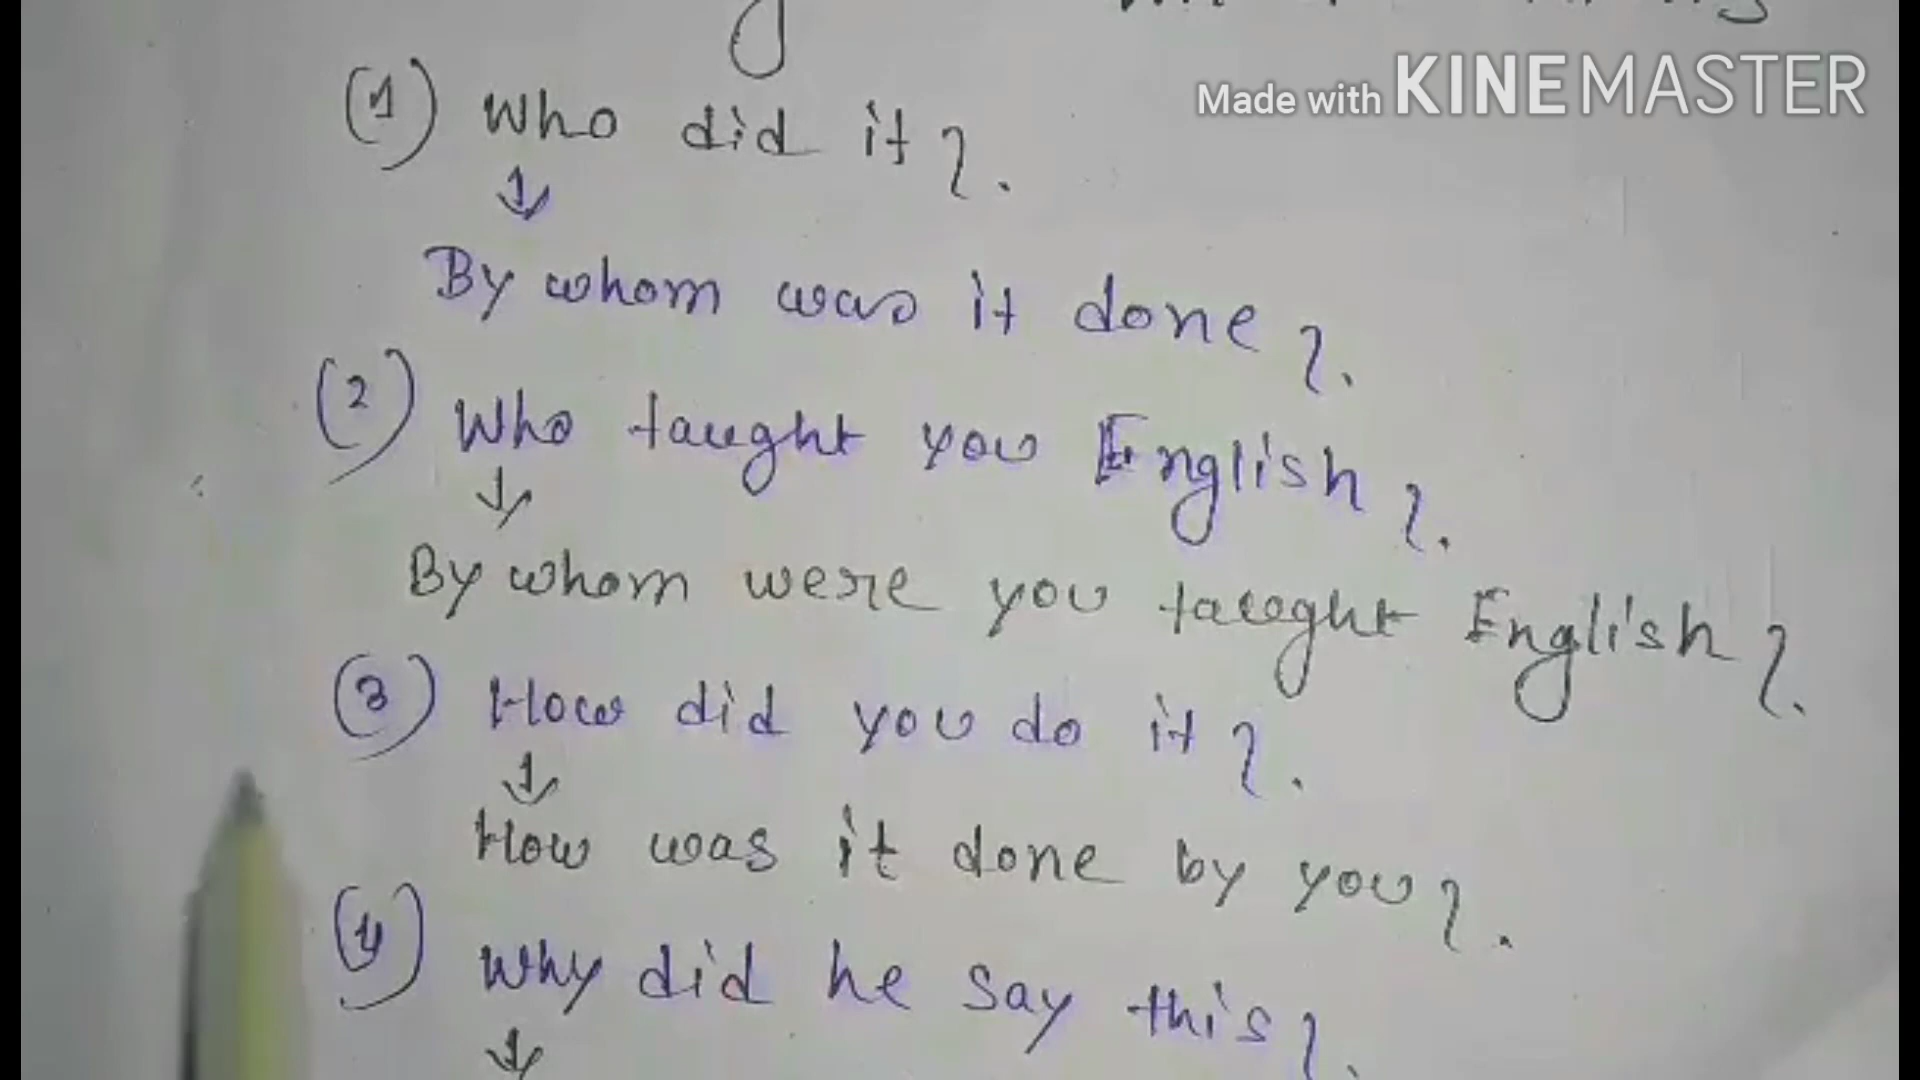 Made with KINEMASTER
(1) Who did it?
By whom was it done?
(2) Who taught you English?
By whom were you taught English?
(3) How did you do it?
How was it done by you?
(4) Why did he say this?